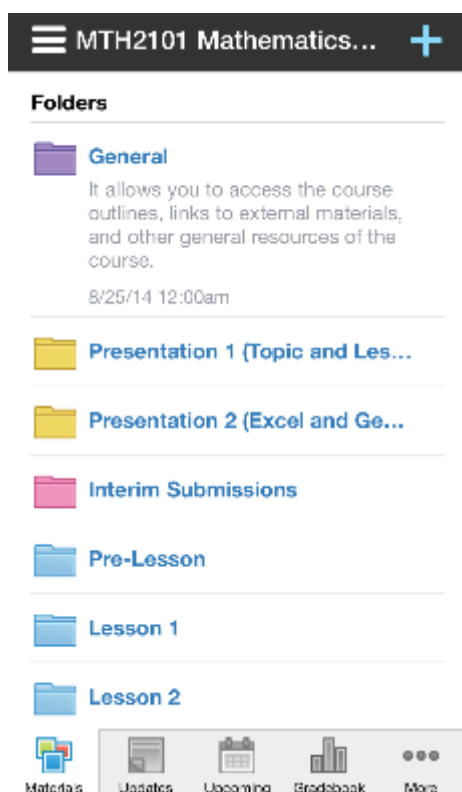 MTH2101 Mathematics...
Folders
General
It allows you to access the course
outlines, links to external materials,
and other general resources of the
course.
8/25/14 12:00am
Presentation 1 (Topic and Les...
Presentation 2 (Excel and Ge...
Interim Submissions
Pre-Lesson
Lesson 1
Lesson 2
Materials Updates Upcoming Gradebook More